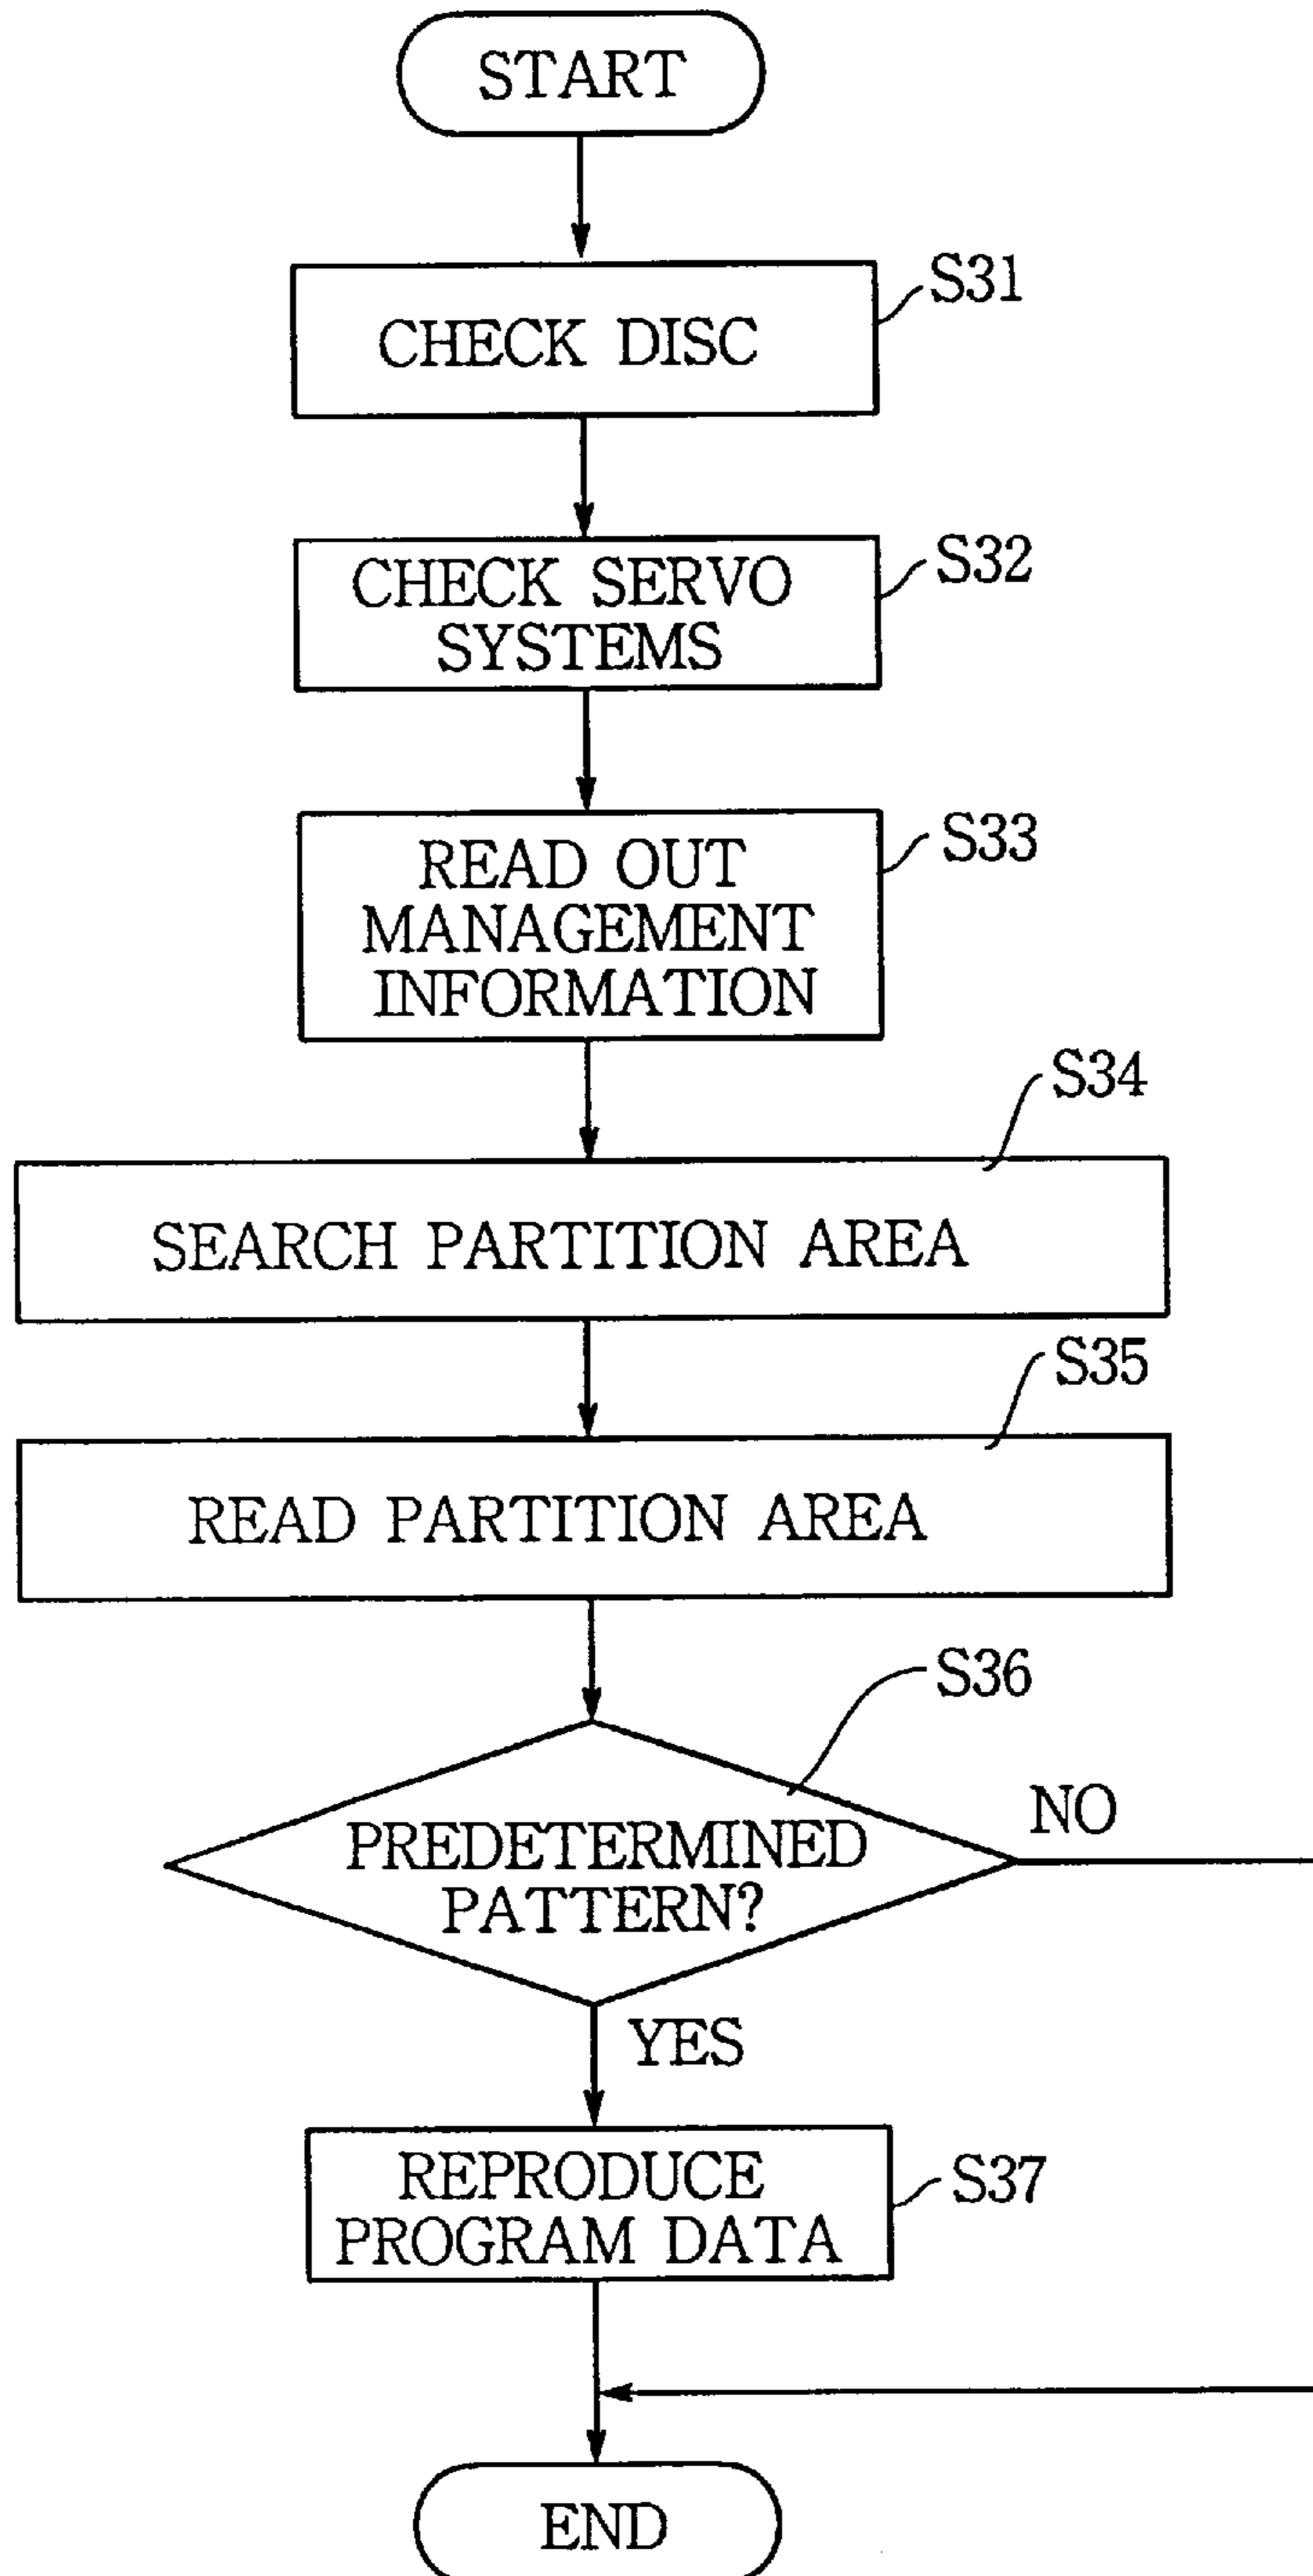 START
S31
CHECK DISC
S32
CHECK SERVO
SYSTEMS
S33
READ OUT
MANAGEMENT
INFORMATION
S34
SEARCH PARTITION AREA
S35
READ PARTITION AREA
S36
NO
PREDETERMINED
PATTERN?
YES
REPRODUCE
PROGRAM DATA
S37
END